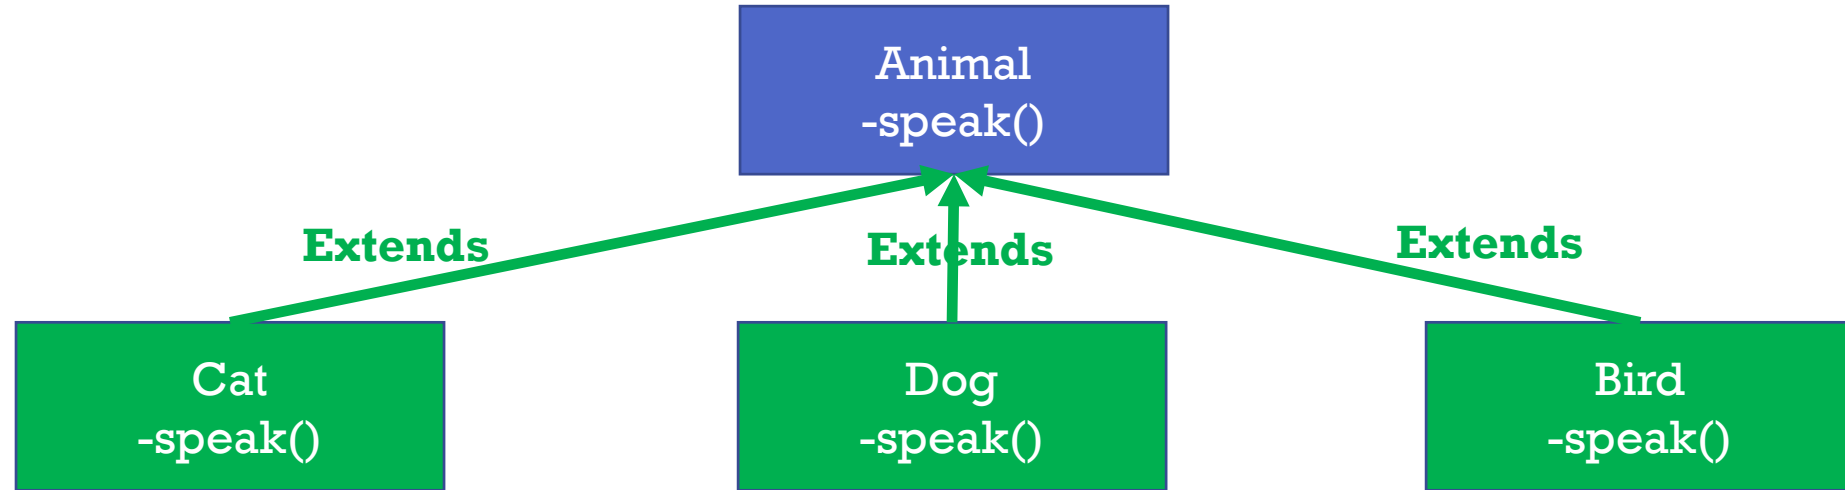 Animal
-speak()
Extends
Extends
Extends
Cat
-speak()
Dog
-speak()
Bird
-speak()